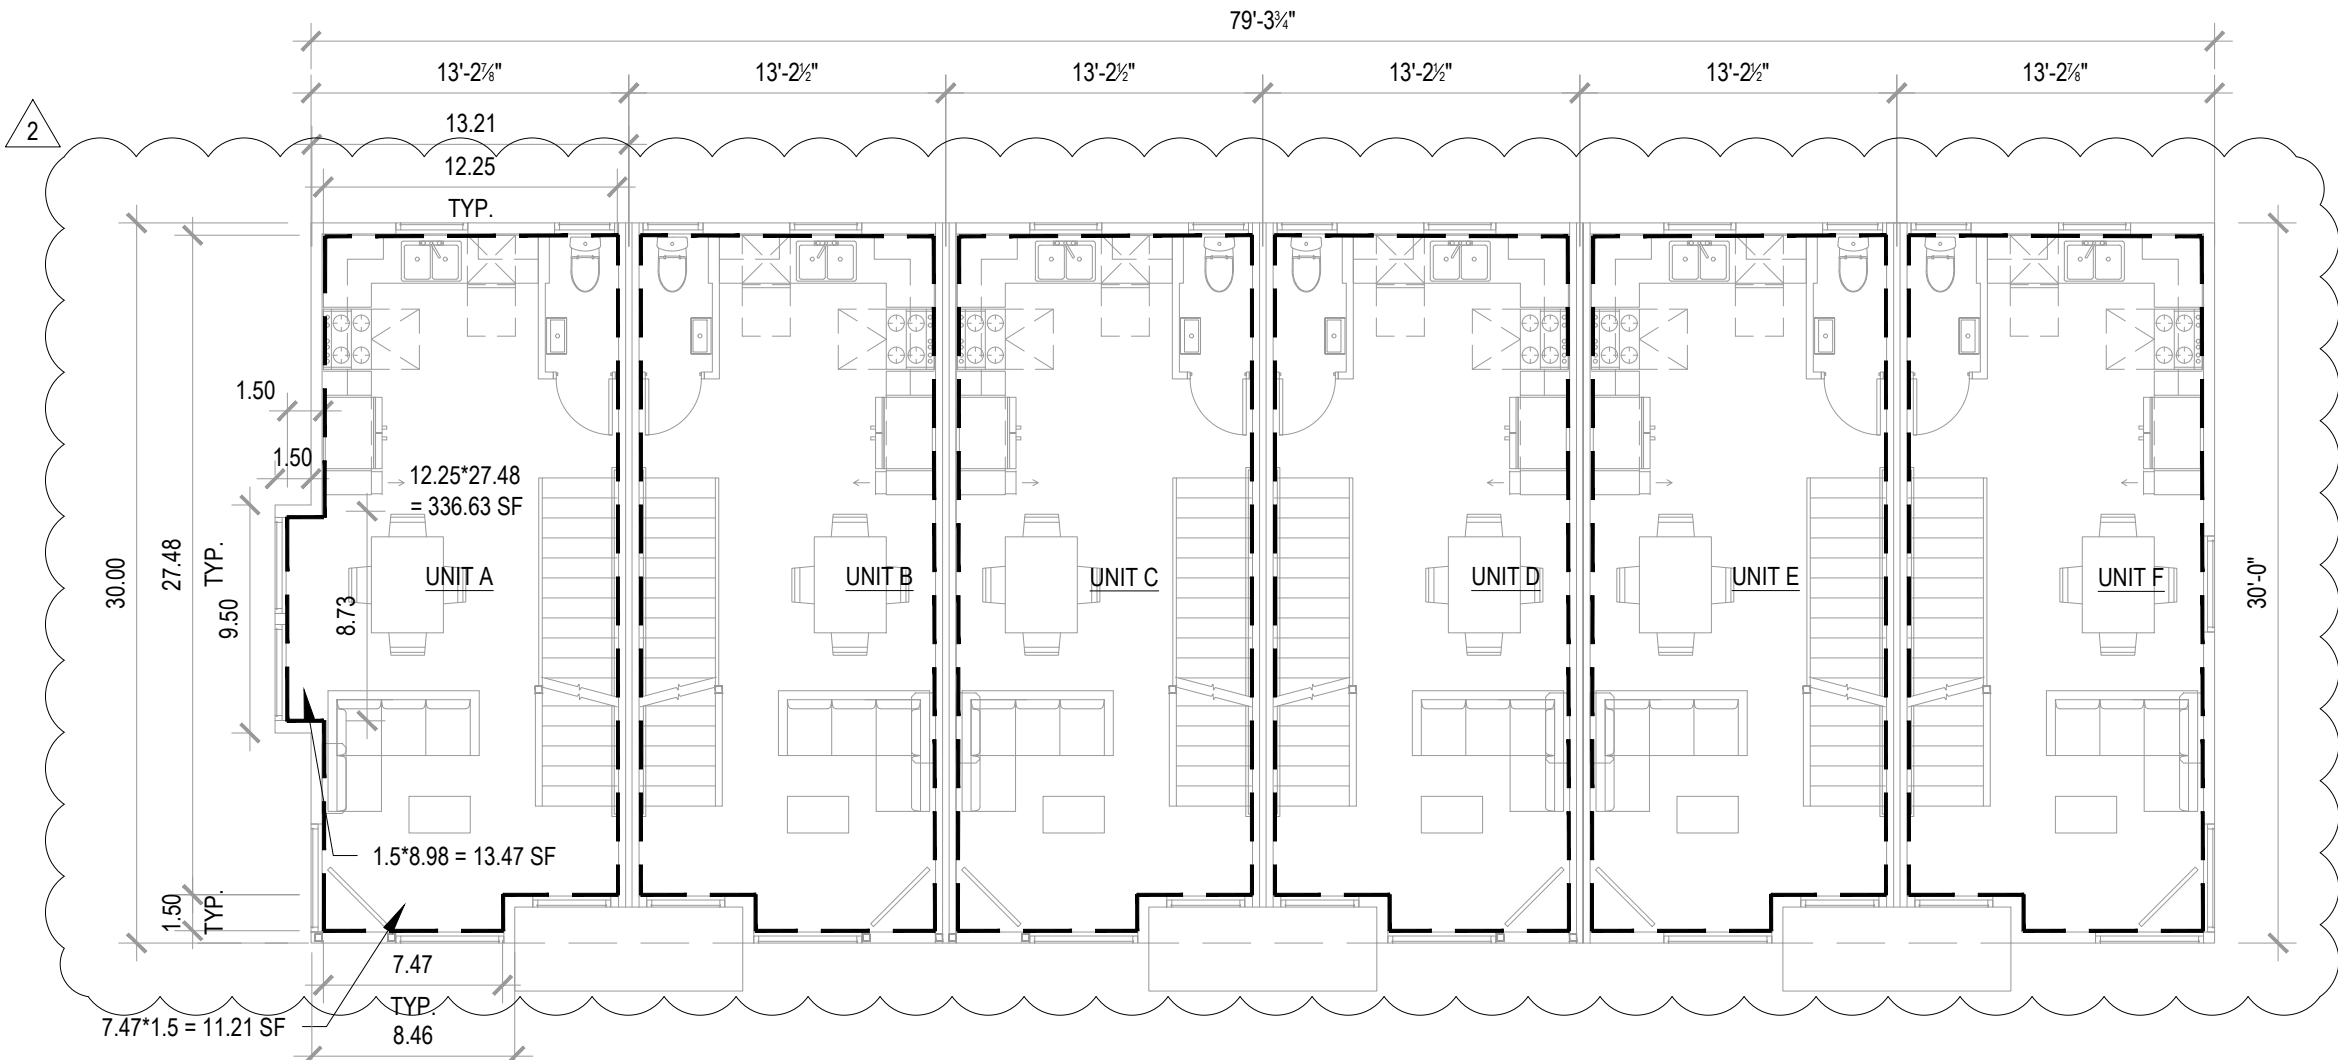 79'-3¾"
13'-2⅞"
13'-2½"
13'-2½"
13'-2½"
13'-2½"
13'-2⅞"
2
13.21
12.25
TYP.
1.50
1.50
12.25*27.48
= 336.63 SF
30.00
27.48
TYP.
9.50
8.73
UNIT A
UNIT B
UNIT C
UNIT D
UNIT E
UNIT F
30'-0"
1.5*8.98 = 13.47 SF
1.50
TYP.
7.47
TYP.
8.46
7.47*1.5 = 11.21 SF